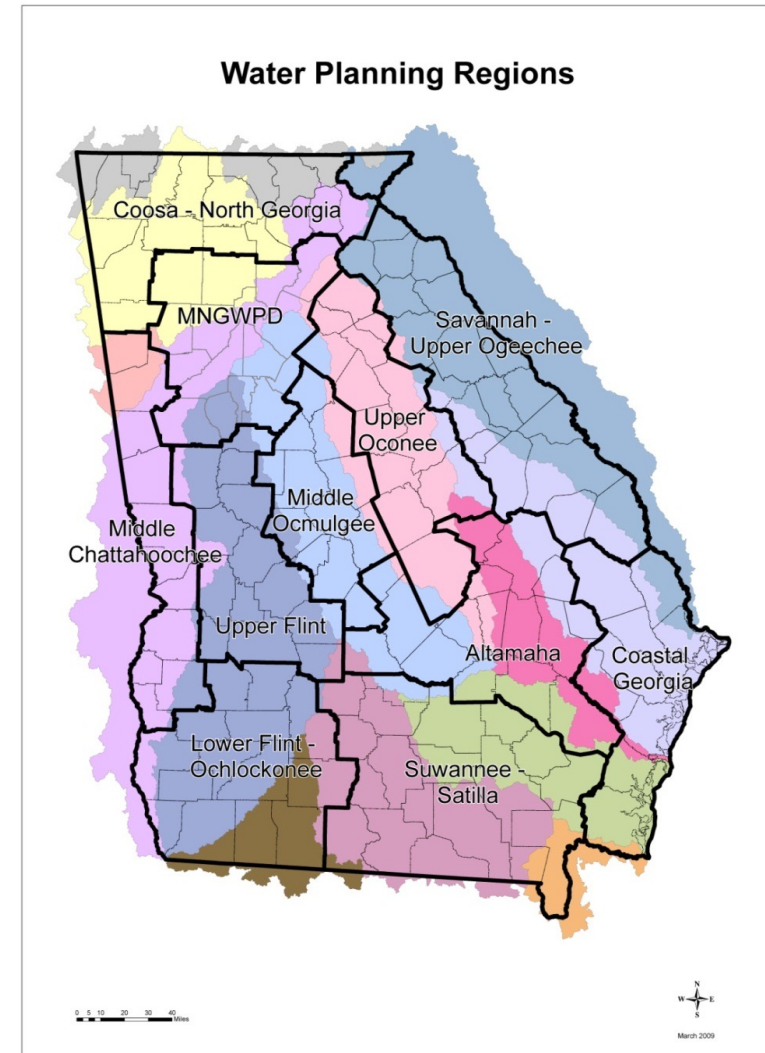 Water Planning Regions
Coosa - North Georgia
MNGWPD
Savannah -
Upper Ogeechee
Upper
Oconee
Middle
Ocmulgee
Middle
Chattahoochee
Upper Flint
Altamaha
Coastal
Georgia
Lower Flint -
Ochlockonee
Suwannee -
Satilla
0 5 10 20 30 40
Miles
N
W E
S
March 2009